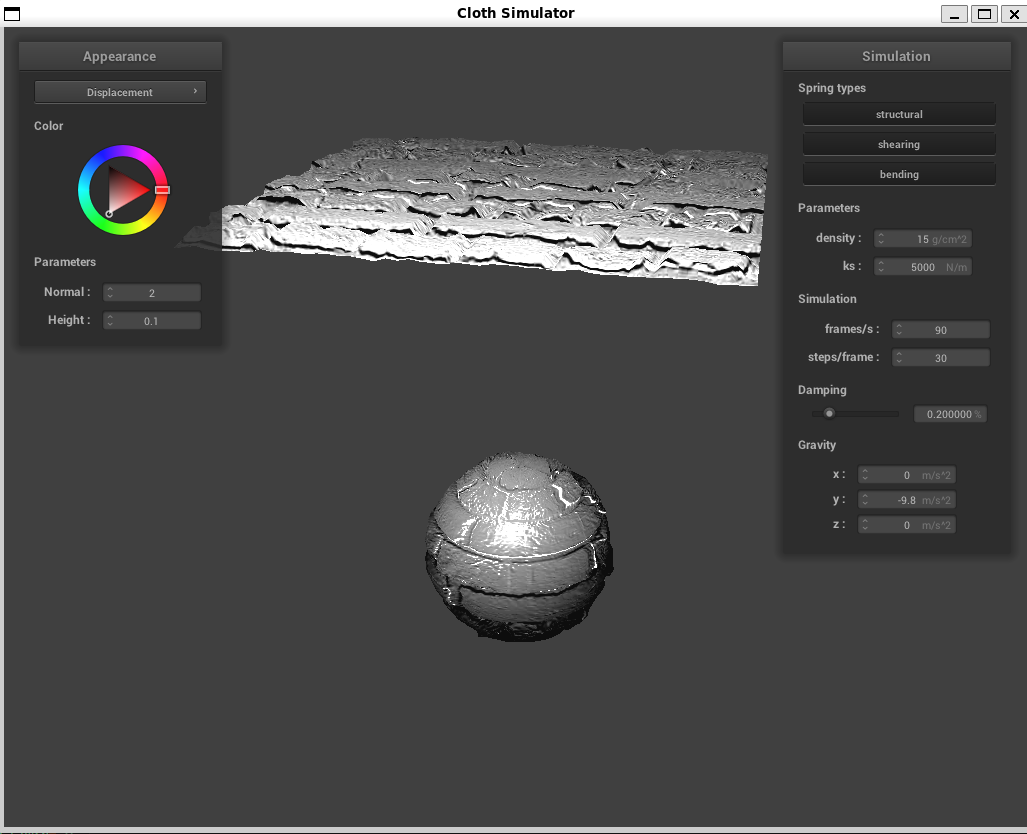 Cloth Simulator
Appearance
Displacement
Color
Parameters
Normal : 2
Height : 0.1
Simulation
Spring types
structural
shearing
bending
Parameters
density : 15 g/cm^2
ks : 5000 N/m
Simulation
frames/s : 90
steps/frame : 30
Damping
0.200000 %
Gravity
x : 0 m/s^2
y : -9.8 m/s^2
z : 0 m/s^2